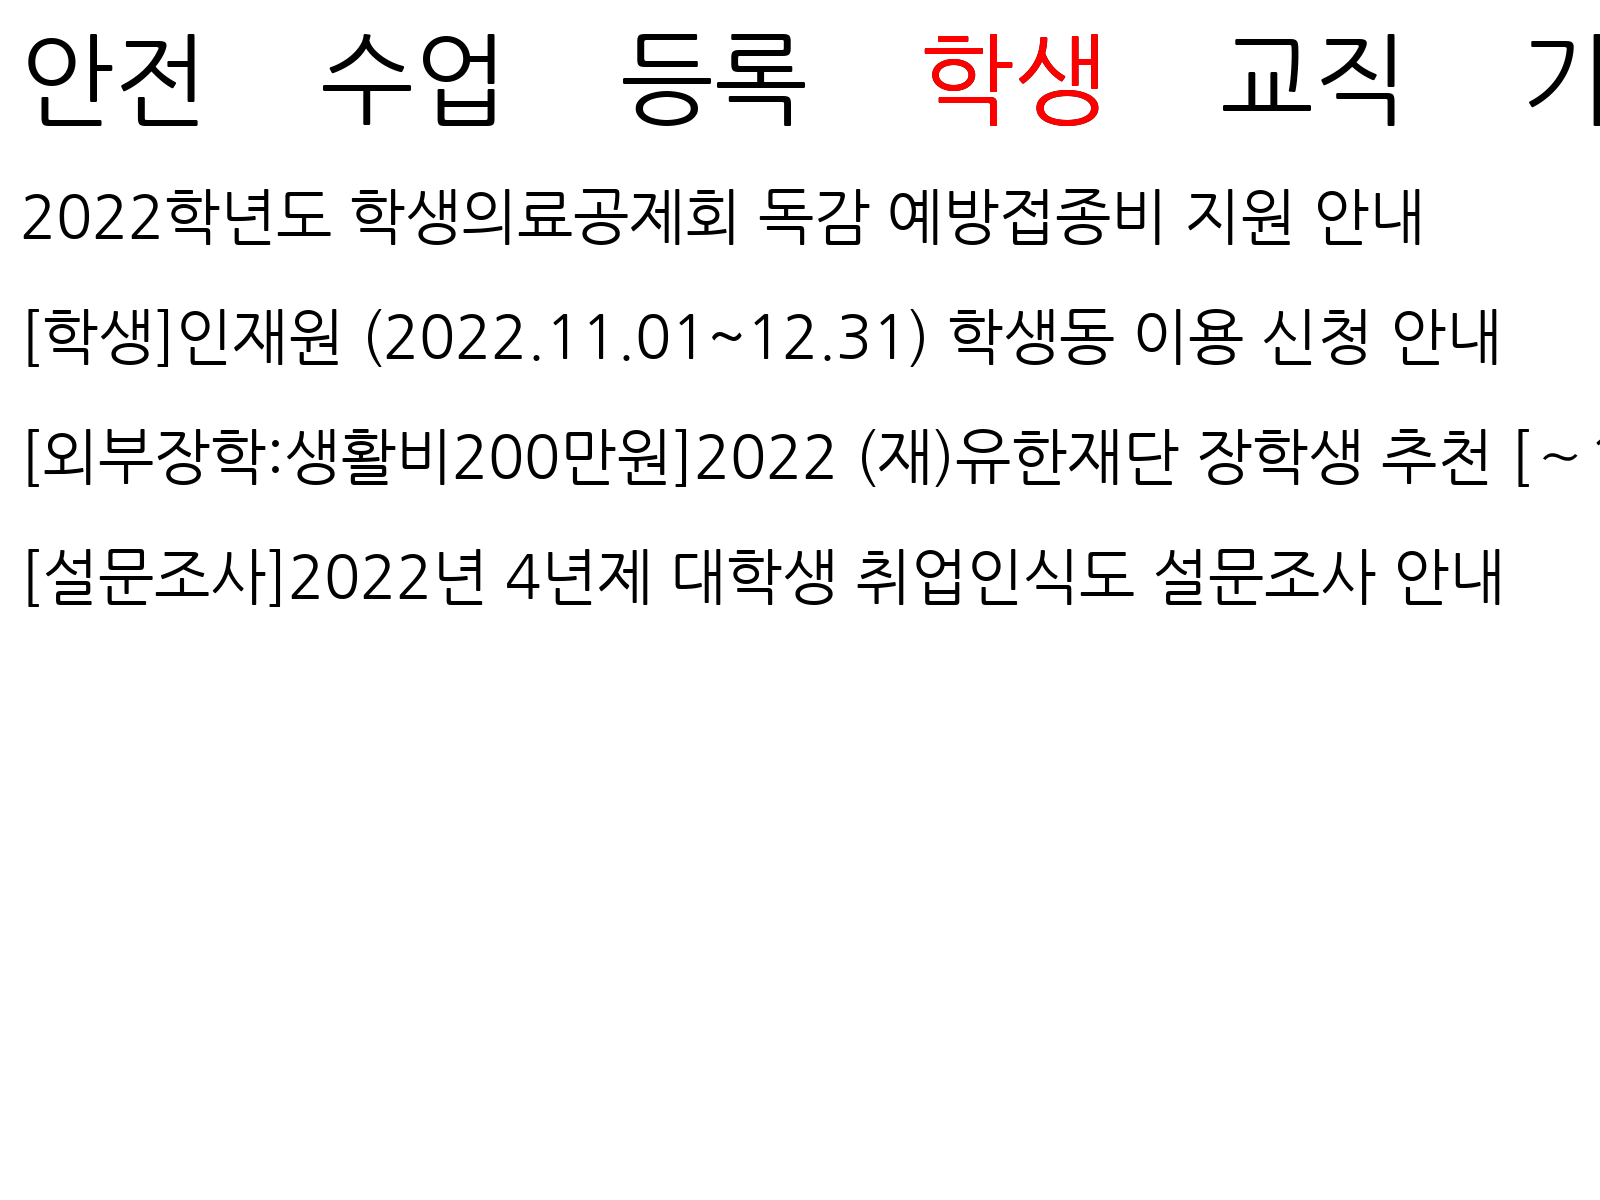 안전 수업 등록 학생 교직
2022학년도 학생의료공제회 독감 예방접종비 지원 안내
[학생]인재원 (2022.11.01~12.31) 학생동 이용 신청 안내
[외부장학:생활비200만원]2022 (재)유한재단 장학생 추천 [~
[설문조사]2022년 4년제 대학생 취업인식도 설문조사 안내